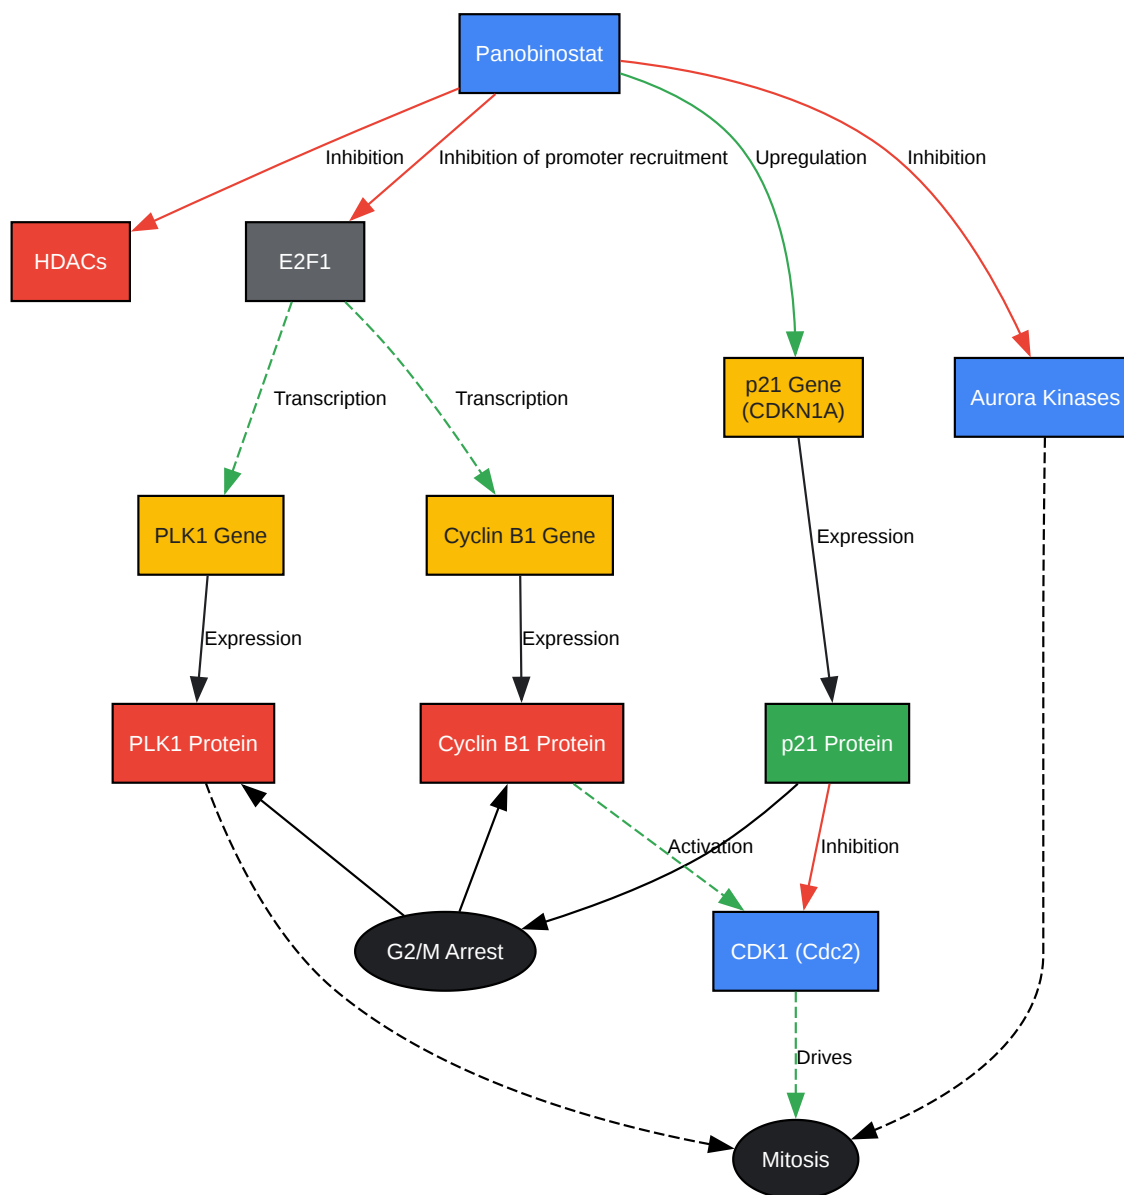 Panobinostat
Inhibition
Inhibition of promoter recruitment
Upregulation
Inhibition
HDACs
E2F1
p21 Gene
(CDKN1A)
Aurora Kinases
Transcription
Transcription
PLK1 Gene
Cyclin B1 Gene
Expression
Expression
Expression
PLK1 Protein
Cyclin B1 Protein
p21 Protein
Activation
Inhibition
G2/M Arrest
CDK1 (Cdc2)
Drives
Mitosis